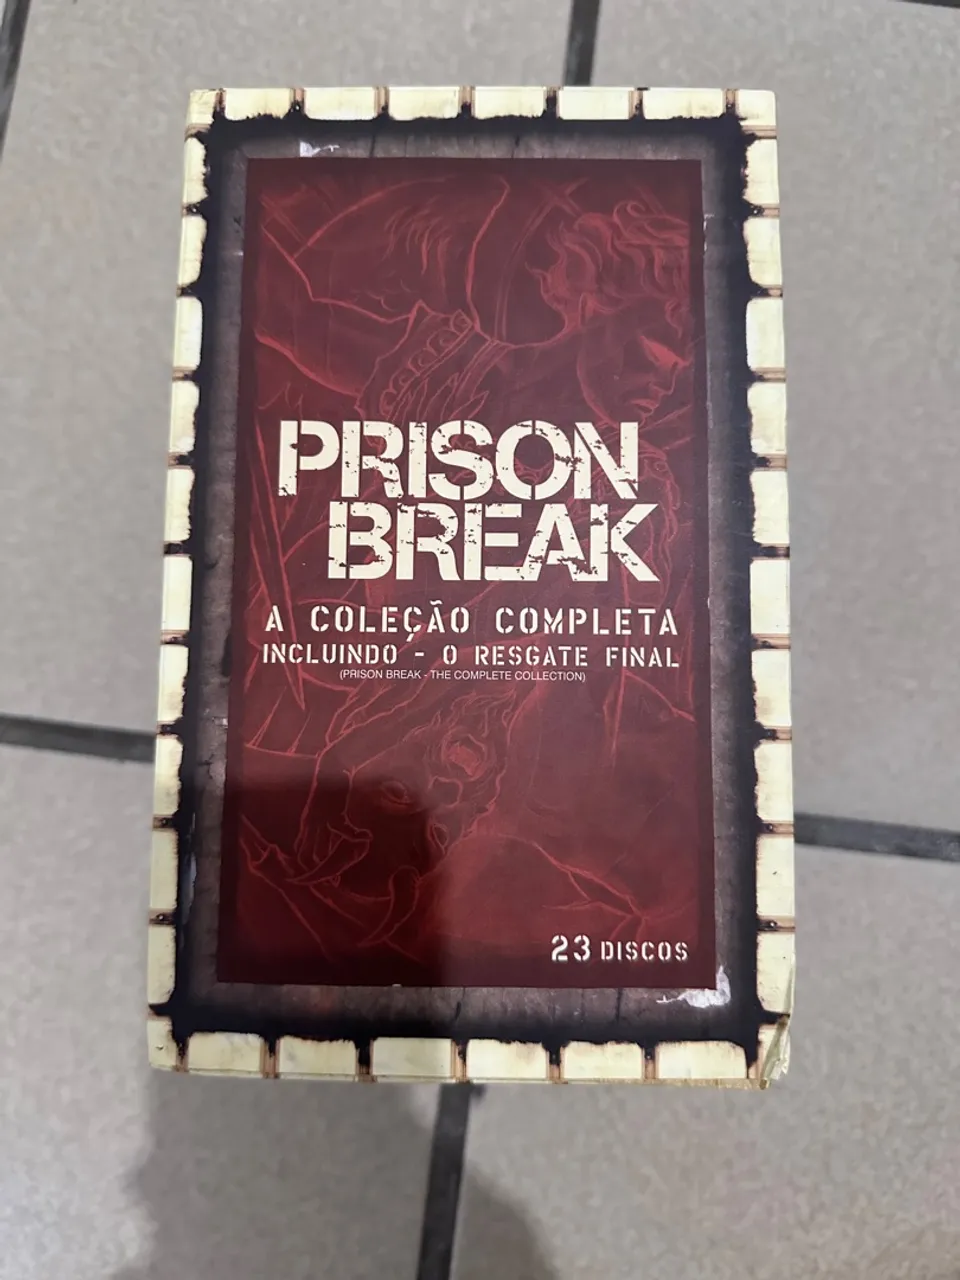 PRISON
BREAK
A COLEÇÃO COMPLETA
INCLUINDO - O RESGATE FINAL
(PRISON BREAK - THE COMPLETE COLLECTION)
23 DISCOS